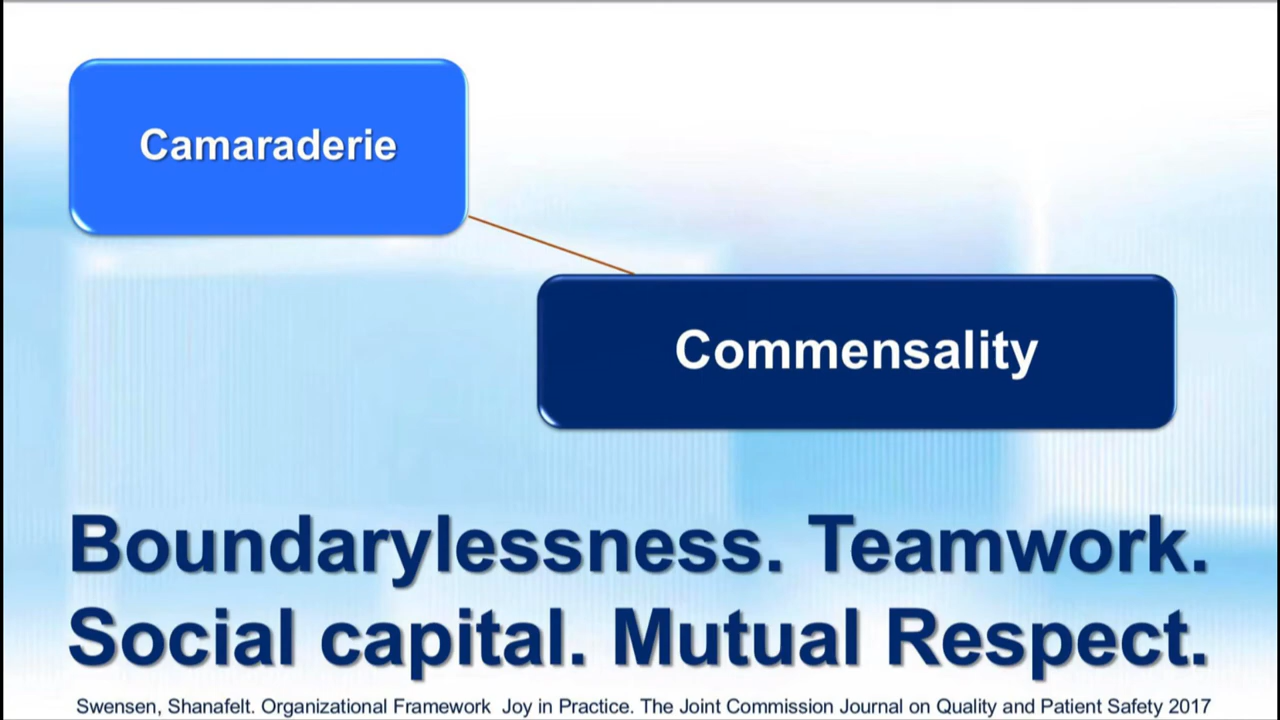 Camaraderie
Commensality
Boundarylessness. Teamwork.
Social capital. Mutual Respect.
Swensen, Shanafelt. Organizational Framework Joy in Practice. The Joint Commission Journal on Quality and Patient Safety 2017